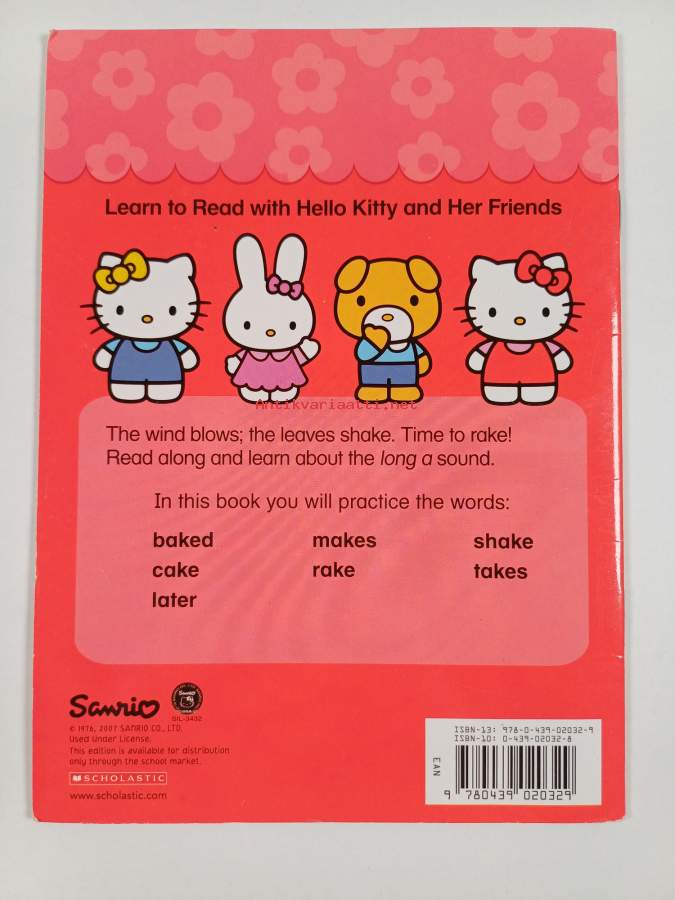 Learn to Read with Hello Kitty and Her Friends
Antikvariaatti.net
The wind blows; the leaves shake. Time to rake!
Read along and learn about the long a sound.
In this book you will practice the words:
baked makes shake
cake rake takes
later
Sanrio
SIL-3432
© 1976, 2007 SANRIO CO., LTD.
Used Under License.
This edition is available for distribution
only through the school market.
SCHOLASTIC
www.scholastic.com
ISBN-13: 978-0-439-02032-9
ISBN-10: 0-439-02032-8
EAN
9 780439 020329